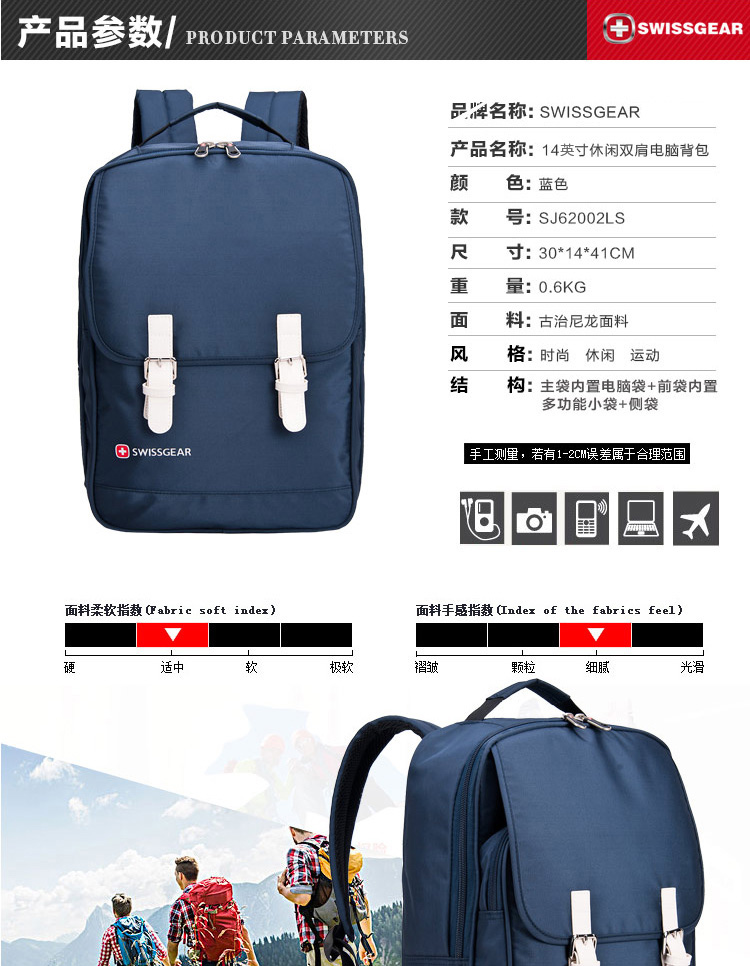 产品参数/ PRODUCT PARAMETERS
SWISSGEAR
品牌名称: SWISSGEAR
产品名称: 14英寸休闲双肩电脑背包
颜 色: 蓝色
款 号: SJ62002LS
尺 寸: 30*14*41CM
重 量: 0.6KG
面 料: 古治尼龙面料
风 格: 时尚 休闲 运动
结 构: 主袋内置电脑袋+前袋内置
多功能小袋+侧袋
SWISSGEAR
手工测量，若有1-2CM误差属于合理范围
面料柔软指数(Fabric soft index)
硬 适中 软 极软
面料手感指数(Index of the fabrics feel)
褶皱 颗粒 细腻 光滑